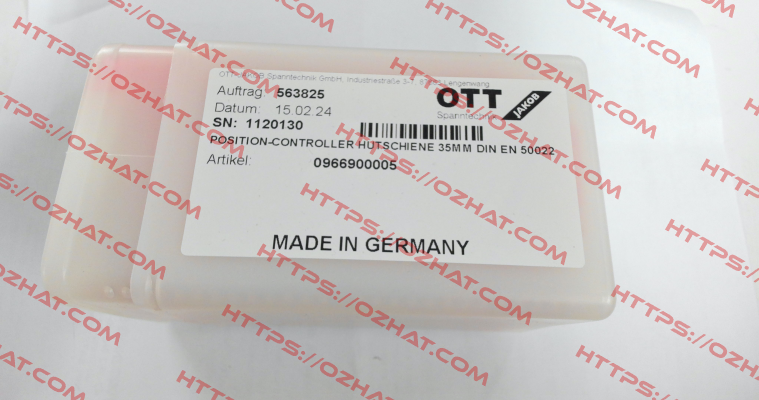 OTT-JAKOB Spanntechnik GmbH, Industriestraße 3-7, Lengenwang
Auftrag: 563825
Datum: 15.02.24
SN: 1120130
OTT
JAKOB
Spanntechnik
POSITION-CONTROLLER HUTSCHIENE 35MM DIN EN 50022
Artikel: 0966900005
MADE IN GERMANY
HTTPS://OZHAT.COM